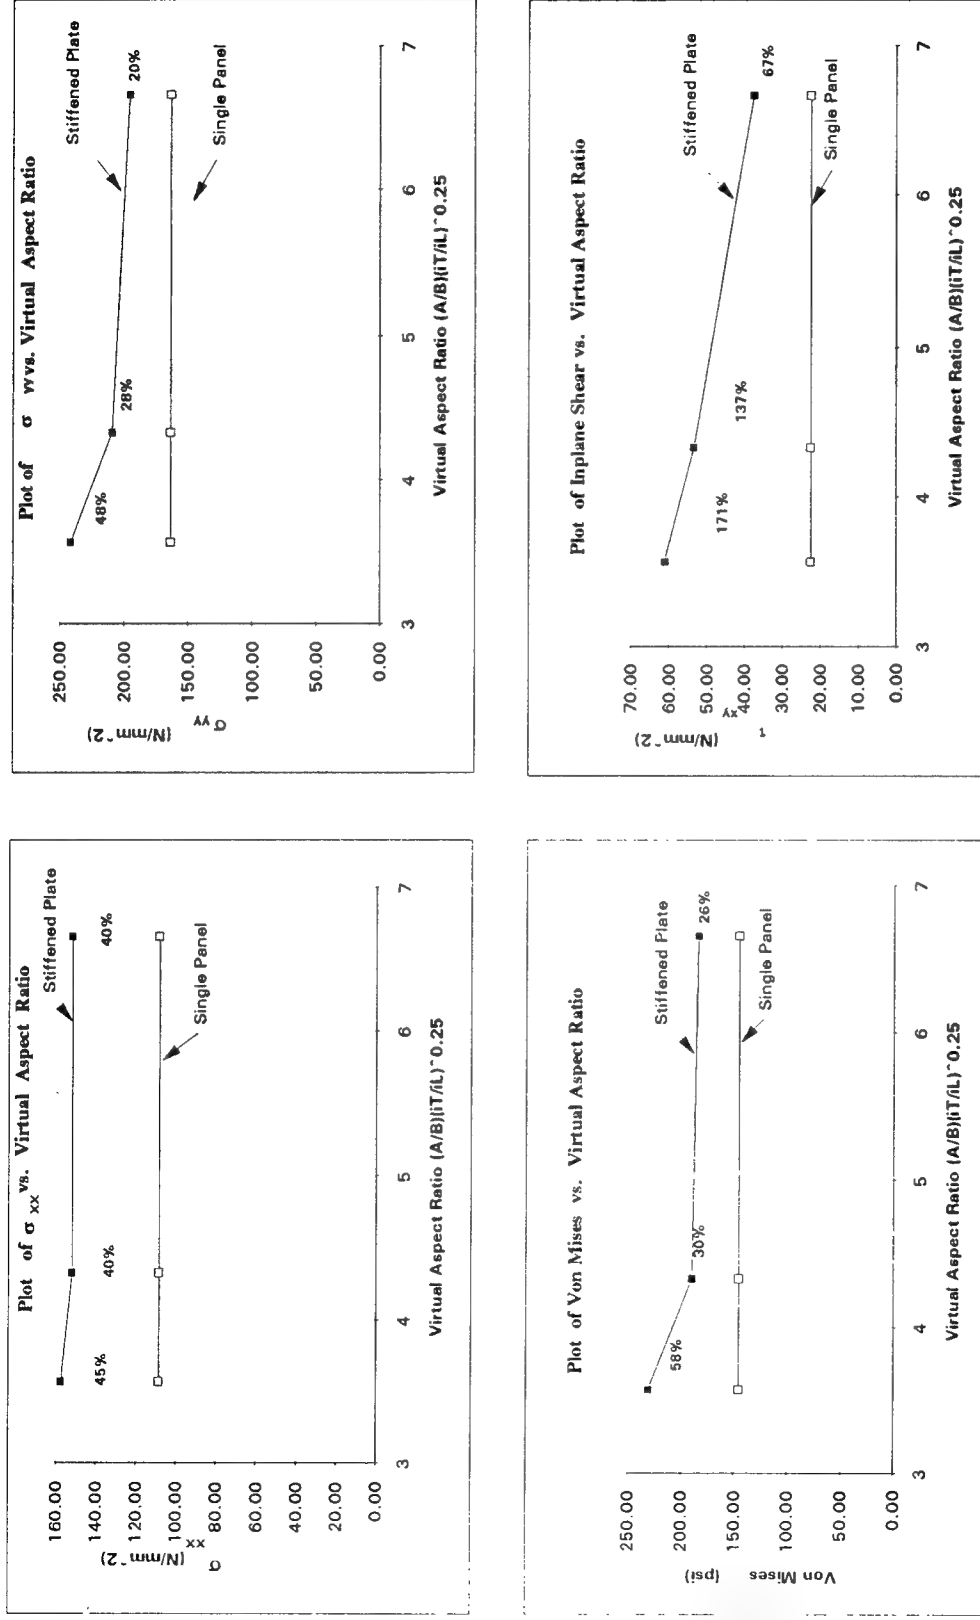 Plot of σ xx vs. Virtual Aspect Ratio
Stiffened Plate
160.00
140.00
120.00
100.00
80.00
60.00
40.00
20.00
0.00
σ xx
(N/mm^2)
45%
40%
40%
Single Panel
3
4
5
6
7
Virtual Aspect Ratio (A/B)(iT/iL)^0.25
Plot of σ yy vs. Virtual Aspect Ratio
Stiffened Plate
250.00
200.00
150.00
100.00
50.00
0.00
σ yy
(N/mm^2)
48%
28%
20%
Single Panel
3
4
5
6
7
Virtual Aspect Ratio (A/B)(iT/iL)^0.25
Plot of Von Mises vs. Virtual Aspect Ratio
Stiffened Plate
250.00
200.00
150.00
100.00
50.00
0.00
Von Mises
(psi)
58%
30%
26%
Single Panel
3
4
5
6
7
Virtual Aspect Ratio (A/B)(iT/iL)^0.25
Plot of Inplane Shear vs. Virtual Aspect Ratio
Stiffened Plate
70.00
60.00
50.00
40.00
30.00
20.00
10.00
0.00
τ xy
(N/mm^2)
171%
137%
67%
Single Panel
3
4
5
6
7
Virtual Aspect Ratio (A/B)(iT/iL)^0.25